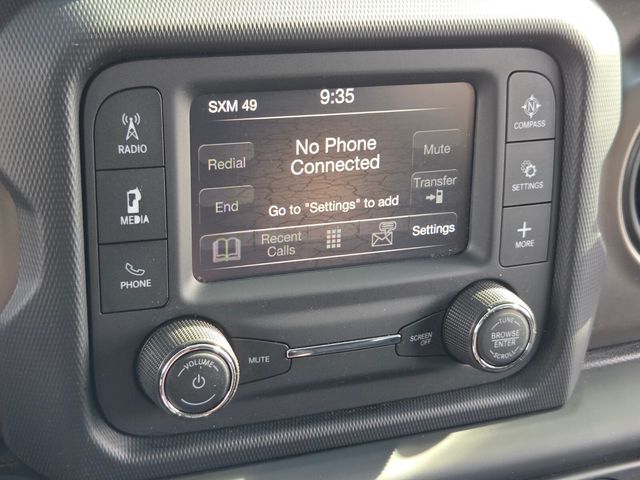 SXM 49
9:35
No Phone
Connected
Redial
Mute
End
Transfer
Go to "Settings" to add
Recent
Calls
Settings
RADIO
MEDIA
PHONE
COMPASS
SETTINGS
+
MORE
VOLUME
MUTE
SCREEN
OFF
TUNE
BROWSE
ENTER
SCROLL